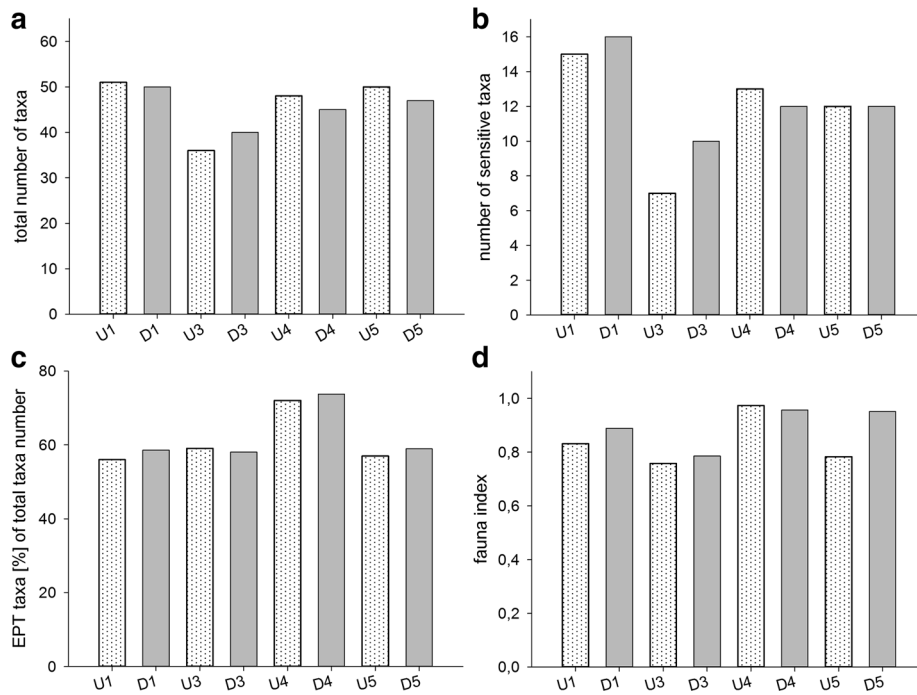 a
total number of taxa
60
50
40
30
20
10
0
U1 D1 U3 D3 U4 D4 U5 D5
b
number of sensitive taxa
16
14
12
10
8
6
4
2
0
U1 D1 U3 D3 U4 D4 U5 D5
c
EPT taxa [%] of total taxa number
80
60
40
20
0
U1 D1 U3 D3 U4 D4 U5 D5
d
fauna index
1,0
0,8
0,6
0,4
0,2
0,0
U1 D1 U3 D3 U4 D4 U5 D5